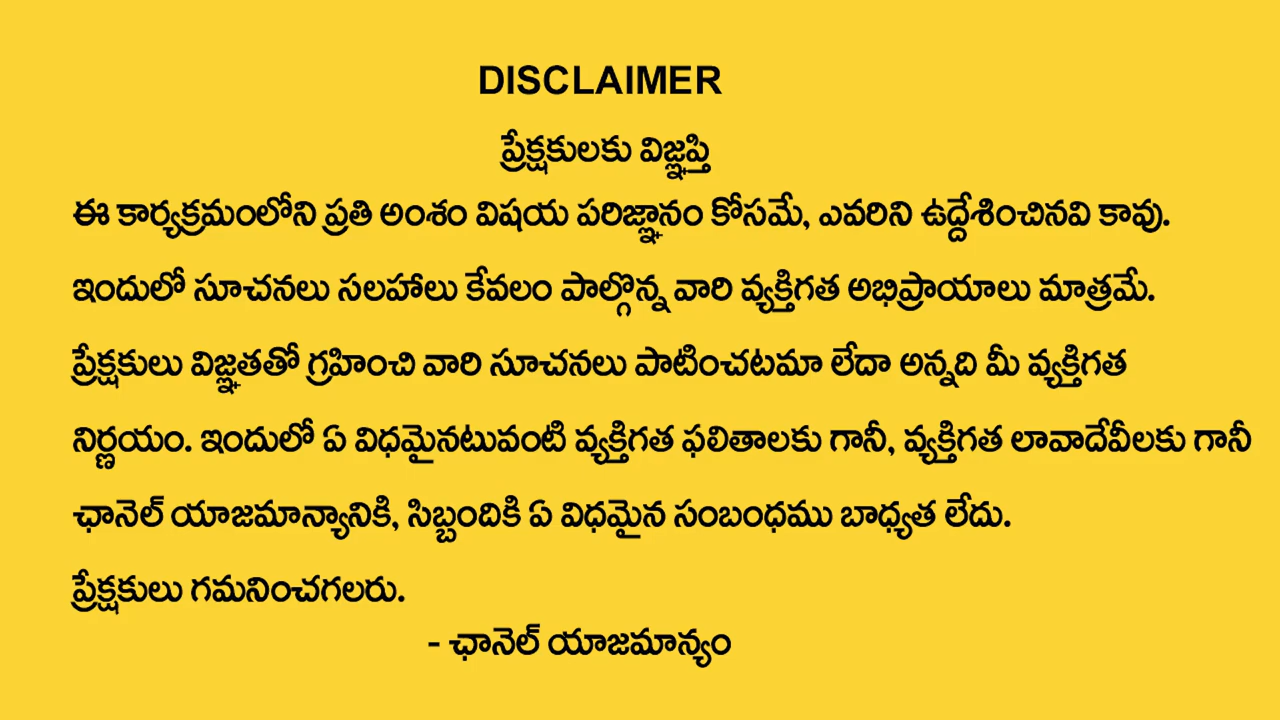 DISCLAIMER
ప్రేక్షకులకు విజ్ఞప్తి
ఈ కార్యక్రమంలోని ప్రతి అంశం విషయ పరిజ్ఞానం కోసమే, ఎవరిని ఉద్దేశించినవి కావు.
ఇందులో సూచనలు సలహాలు కేవలం పాల్గొన్న వారి వ్యక్తిగత అభిప్రాయాలు మాత్రమే.
ప్రేక్షకులు విజ్ఞతతో గ్రహించి వారి సూచనలు పాటించటమా లేదా అన్నది మీ వ్యక్తిగత
నిర్ణయం. ఇందులో ఏ విధమైనటువంటి వ్యక్తిగత ఫలితాలకు గానీ, వ్యక్తిగత లావాదేవీలకు గానీ
ఛానెల్ యాజమాన్యానికి, సిబ్బందికి ఏ విధమైన సంబంధము బాధ్యత లేదు.
ప్రేక్షకులు గమనించగలరు.
- ఛానెల్ యాజమాన్యం